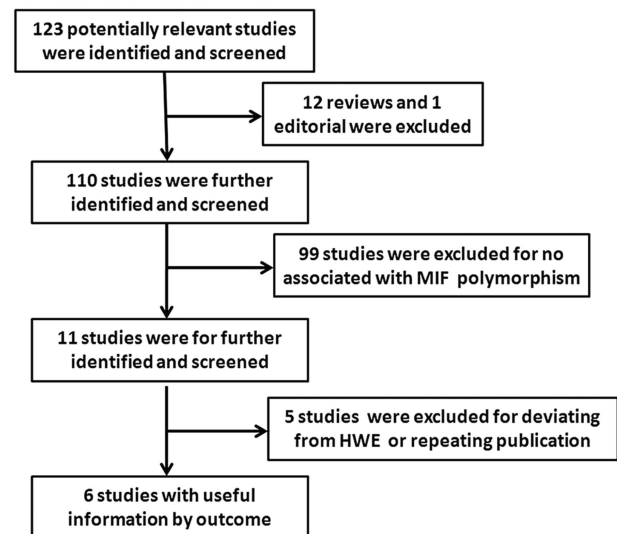 123 potentially relevant studies
were identified and screened
12 reviews and 1
editorial were excluded
110 studies were further
identified and screened
99 studies were excluded for no
associated with MIF polymorphism
11 studies were for further
identified and screened
5 studies were excluded for deviating
from HWE or repeating publication
6 studies with useful
information by outcome